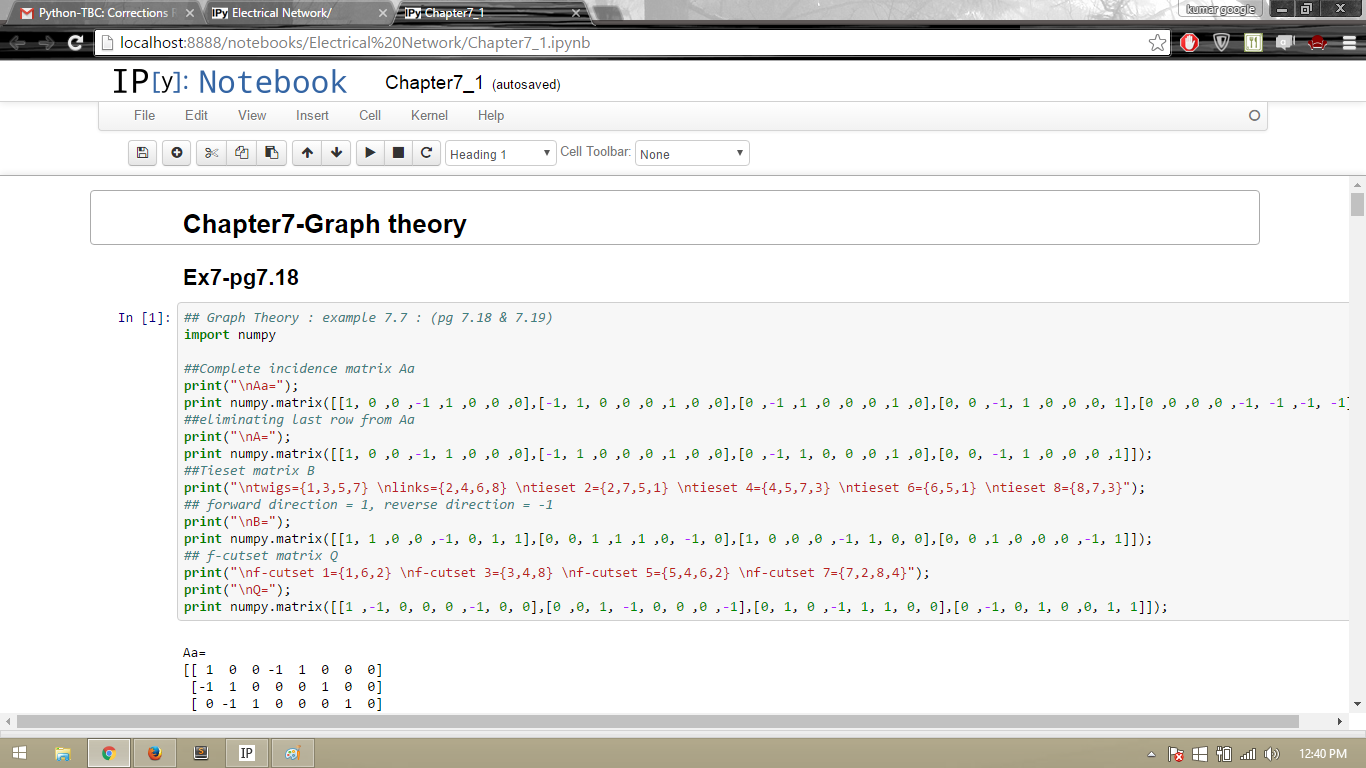 Python-TBC: Corrections R
IPy Electrical Network/
IPy Chapter7_1
kumar google
localhost:8888/notebooks/Electrical%20Network/Chapter7_1.ipynb
IP[y]: Notebook Chapter7_1 (autosaved)
File Edit View Insert Cell Kernel Help
Heading 1 Cell Toolbar: None
Chapter7-Graph theory
Ex7-pg7.18
In [1]: ## Graph Theory : example 7.7 : (pg 7.18 & 7.19)
import numpy
##Complete incidence matrix Aa
print("\nAa=");
print numpy.matrix([[1, 0 ,0 ,-1 ,1 ,0 ,0 ,0],[-1, 1, 0 ,0 ,0 ,1 ,0 ,0],[0 ,-1 ,1 ,0 ,0 ,0 ,1 ,0],[0, 0 ,-1, 1 ,0 ,0 ,0, 1],[0 ,0 ,0 ,0 ,-1, -1 ,-1, -1]
##eliminating last row from Aa
print("\nA=");
print numpy.matrix([[1, 0 ,0 ,-1, 1 ,0 ,0 ,0],[-1, 1 ,0 ,0 ,0 ,1 ,0 ,0],[0 ,-1, 1, 0 ,0 ,0 ,1 ,0],[0, 0, -1, 1 ,0 ,0 ,0 ,1]]);
##Tieset matrix B
print("\ntwigs={1,3,5,7} \nlinks={2,4,6,8} \ntieset 2={2,7,5,1} \ntieset 4={4,5,7,3} \ntieset 6={6,5,1} \ntieset 8={8,7,3}");
## forward direction = 1, reverse direction = -1
print("\nB=");
print numpy.matrix([[1, 1 ,0 ,0 ,-1, 0, 1, 1],[0, 0, 1 ,1 ,1 ,0, -1, 0],[1, 0 ,0 ,0 ,-1, 1, 0, 0],[0, 0 ,1 ,0 ,0 ,0 ,-1, 1]]);
## f-cutset matrix Q
print("\nf-cutset 1={1,6,2} \nf-cutset 3={3,4,8} \nf-cutset 5={5,4,6,2} \nf-cutset 7={7,2,8,4}");
print("\nQ=");
print numpy.matrix([[1 ,-1, 0, 0, 0 ,-1, 0, 0],[0 ,0, 1, -1, 0, 0 ,0 ,-1],[0, 1, 0 ,-1, 1, 1, 0, 0],[0 ,-1, 0, 1, 0 ,0, 1, 1]]);
Aa=
[[ 1 0 0 -1 1 0 0 0]
[-1 1 0 0 0 1 0 0]
[ 0 -1 1 0 0 0 1 0]
IP
12:40 PM